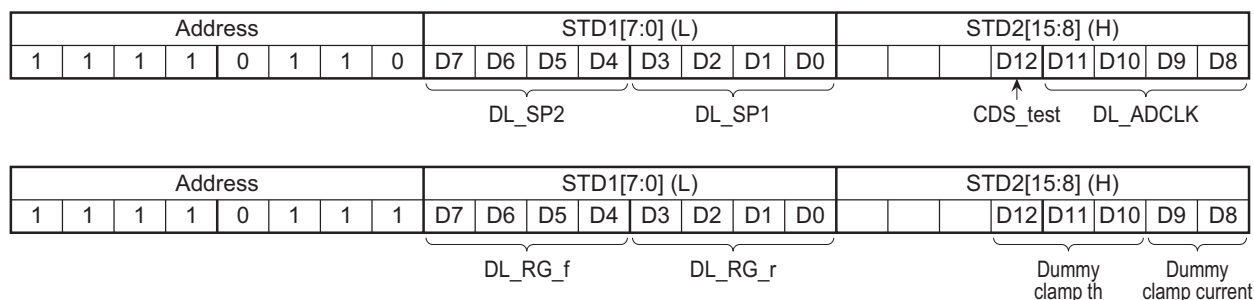 Address STD1[7:0] (L) STD2[15:8] (H)
1 1 1 1 0 1 1 0 D7 D6 D5 D4 D3 D2 D1 D0 D12 D11 D10 D9 D8
DL_SP2 DL_SP1 CDS_test DL_ADCLK
Address STD1[7:0] (L) STD2[15:8] (H)
1 1 1 1 0 1 1 1 D7 D6 D5 D4 D3 D2 D1 D0 D12 D11 D10 D9 D8
DL_RG_f DL_RG_r Dummy Dummy
clamp th clamp current